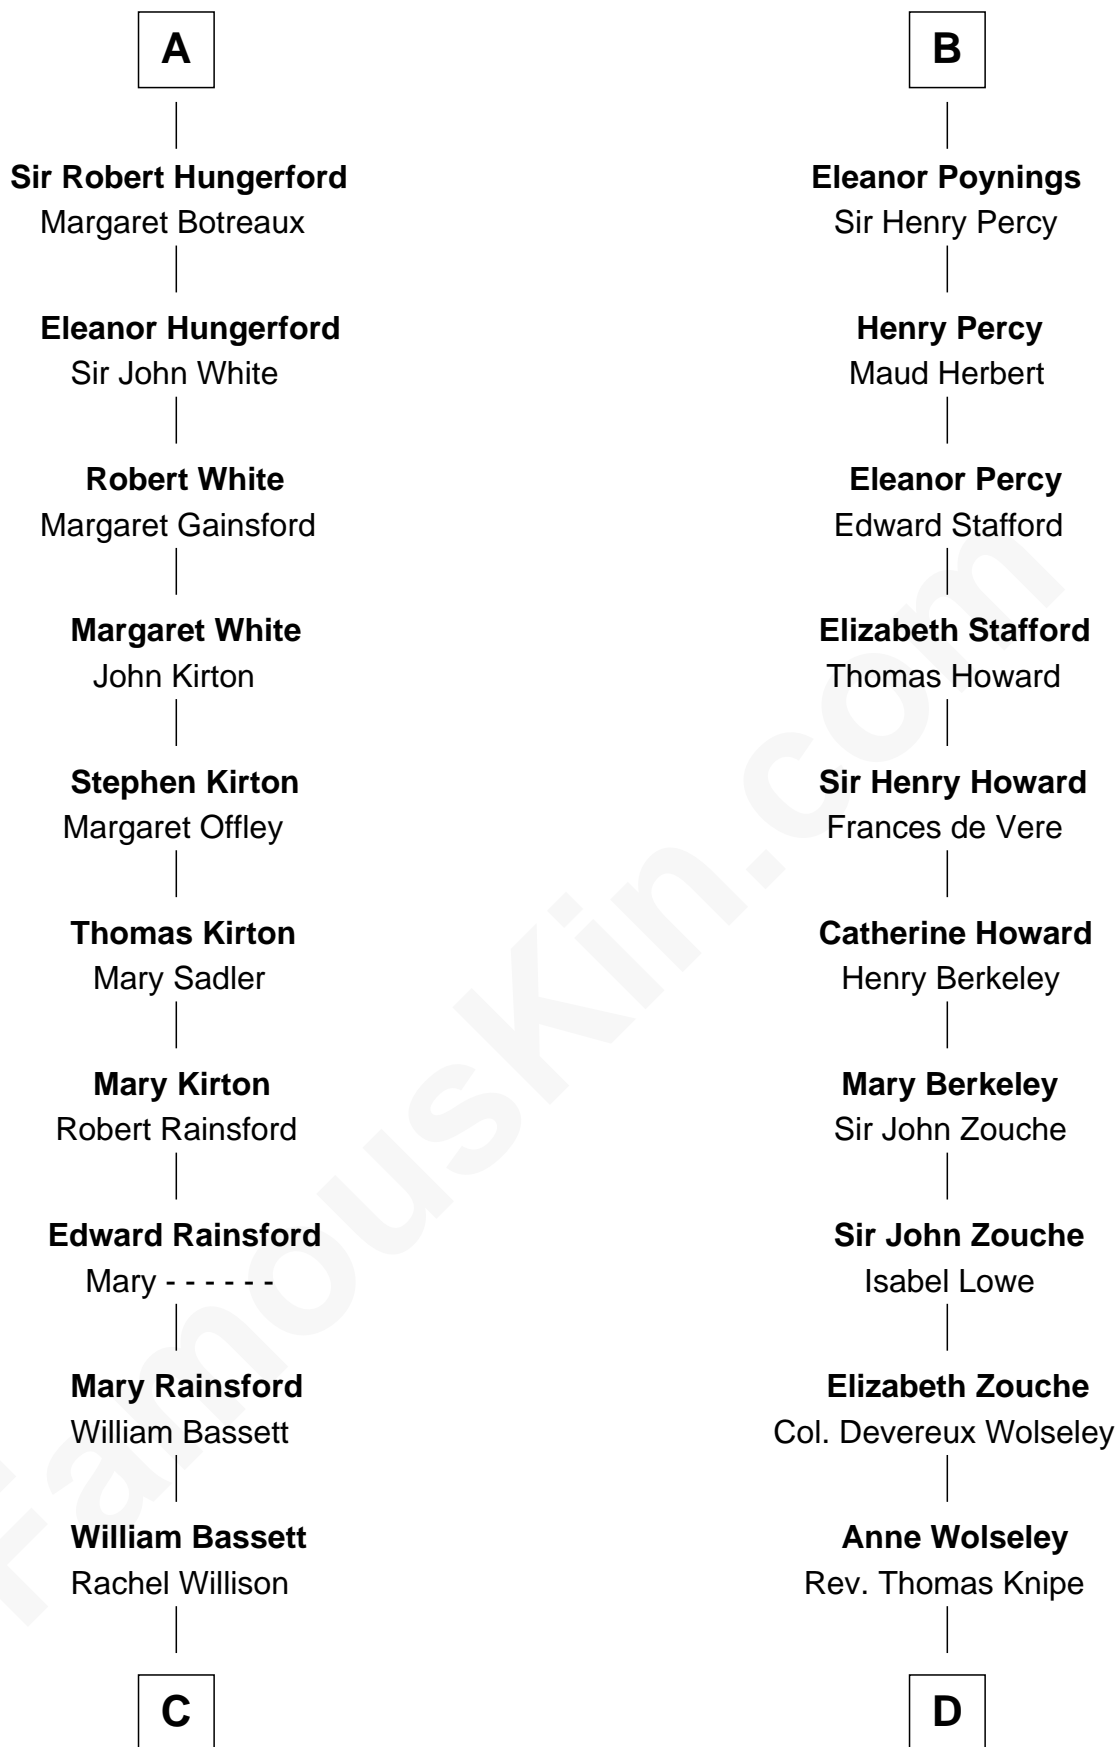 A
Sir Robert Hungerford
Margaret Botreaux
Eleanor Hungerford
Sir John White
Robert White
Margaret Gainsford
Margaret White
John Kirton
Stephen Kirton
Margaret Offley
Thomas Kirton
Mary Sadler
Mary Kirton
Robert Rainsford
Edward Rainsford
Mary - - - - - -
Mary Rainsford
William Bassett
William Bassett
Rachel Willison
C
B
Eleanor Poynings
Sir Henry Percy
Henry Percy
Maud Herbert
Eleanor Percy
Edward Stafford
Elizabeth Stafford
Thomas Howard
Sir Henry Howard
Frances de Vere
Catherine Howard
Henry Berkeley
Mary Berkeley
Sir John Zouche
Sir John Zouche
Isabel Lowe
Elizabeth Zouche
Col. Devereux Wolseley
Anne Wolseley
Rev. Thomas Knipe
D
FamousKin.com